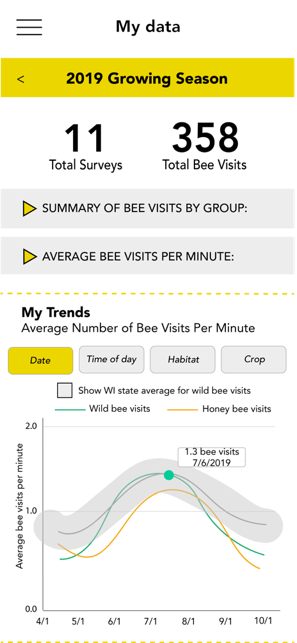 My data
< 2019 Growing Season
11 358
Total Surveys Total Bee Visits
SUMMARY OF BEE VISITS BY GROUP:
AVERAGE BEE VISITS PER MINUTE:
My Trends
Average Number of Bee Visits Per Minute
Date Time of day Habitat Crop
Show WI state average for wild bee visits
Wild bee visits Honey bee visits
Average bee visits per minute
2.0
1.3 bee visits
7/6/2019
1.0
0.0
4/1 5/1 6/1 7/1 8/1 9/1 10/1